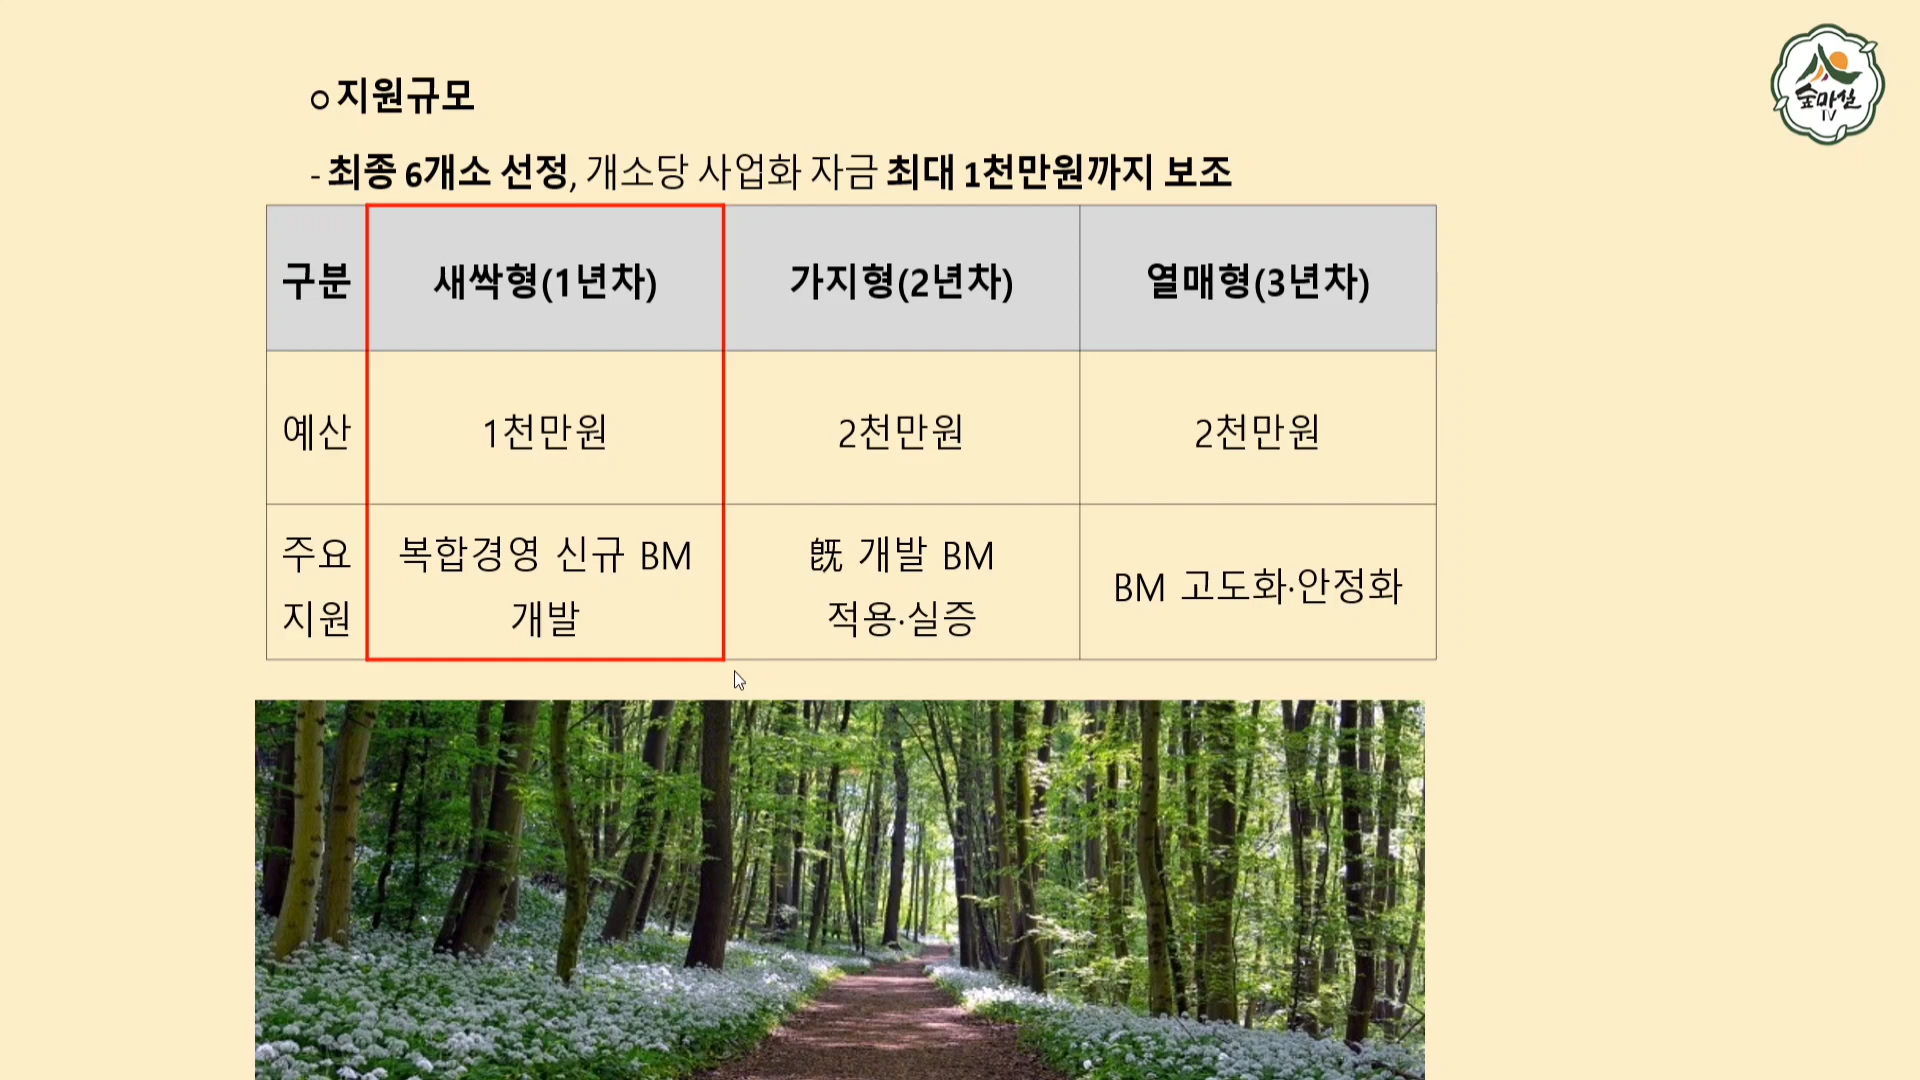 ○ 지원규모
- 최종 6개소 선정, 개소당 사업화 자금 최대 1천만원까지 보조
구분 새싹형(1년차) 가지형(2년차) 열매형(3년차)
예산 1천만원 2천만원 2천만원
주요 지원 복합경영 신규 BM 개발 旣 개발 BM 적용·실증 BM 고도화·안정화
숲마실
TV